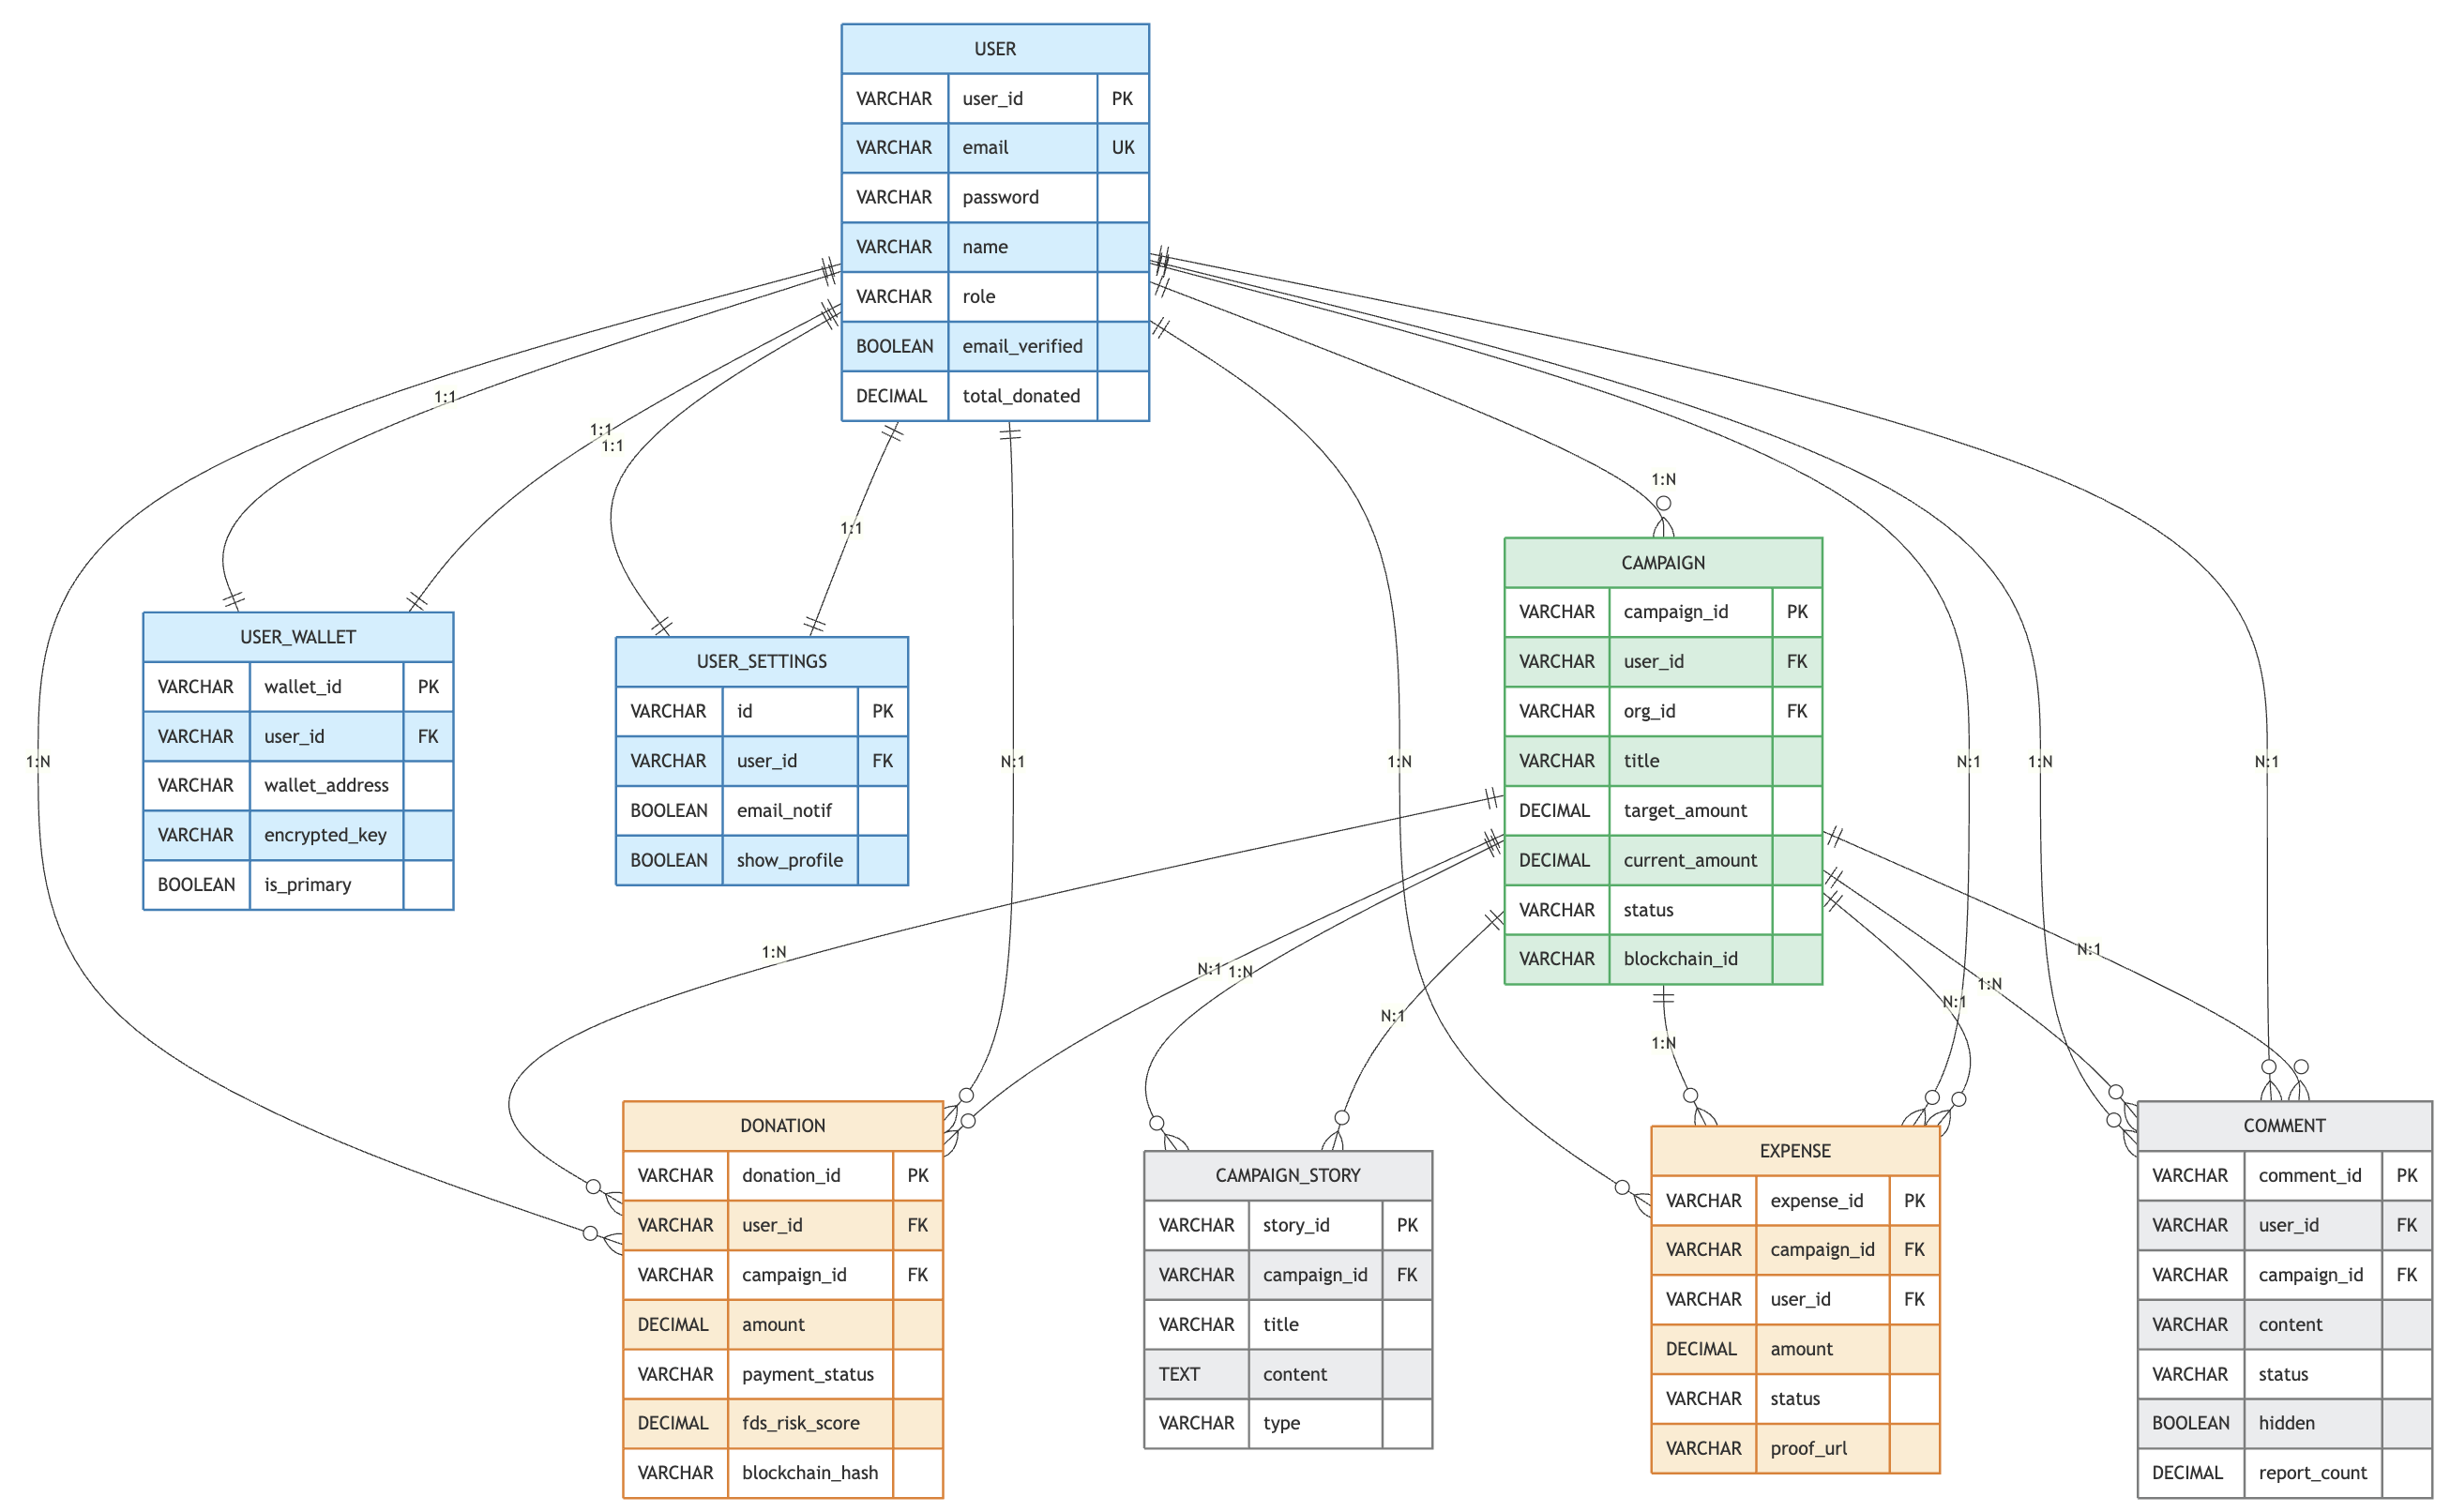 USER
VARCHAR user_id PK
VARCHAR email UK
VARCHAR password
VARCHAR name
VARCHAR role
BOOLEAN email_verified
DECIMAL total_donated
1:1
1:1
1:1
1:N
1:1
CAMPAIGN
VARCHAR campaign_id PK
VARCHAR user_id FK
VARCHAR org_id FK
VARCHAR title
DECIMAL target_amount
DECIMAL current_amount
VARCHAR status
VARCHAR blockchain_id
USER_WALLET
VARCHAR wallet_id PK
VARCHAR user_id FK
VARCHAR wallet_address
VARCHAR encrypted_key
BOOLEAN is_primary
USER_SETTINGS
VARCHAR id PK
VARCHAR user_id FK
BOOLEAN email_notif
BOOLEAN show_profile
1:N
N:1
1:N
N:1
1:N
N:1
1:N
N:1
1:N
N:1
1:N
N:1
N:1
1:N
DONATION
VARCHAR donation_id PK
VARCHAR user_id FK
VARCHAR campaign_id FK
DECIMAL amount
VARCHAR payment_status
DECIMAL fds_risk_score
VARCHAR blockchain_hash
CAMPAIGN_STORY
VARCHAR story_id PK
VARCHAR campaign_id FK
VARCHAR title
TEXT content
VARCHAR type
EXPENSE
VARCHAR expense_id PK
VARCHAR campaign_id FK
VARCHAR user_id FK
DECIMAL amount
VARCHAR status
VARCHAR proof_url
COMMENT
VARCHAR comment_id PK
VARCHAR user_id FK
VARCHAR campaign_id FK
VARCHAR content
VARCHAR status
BOOLEAN hidden
DECIMAL report_count